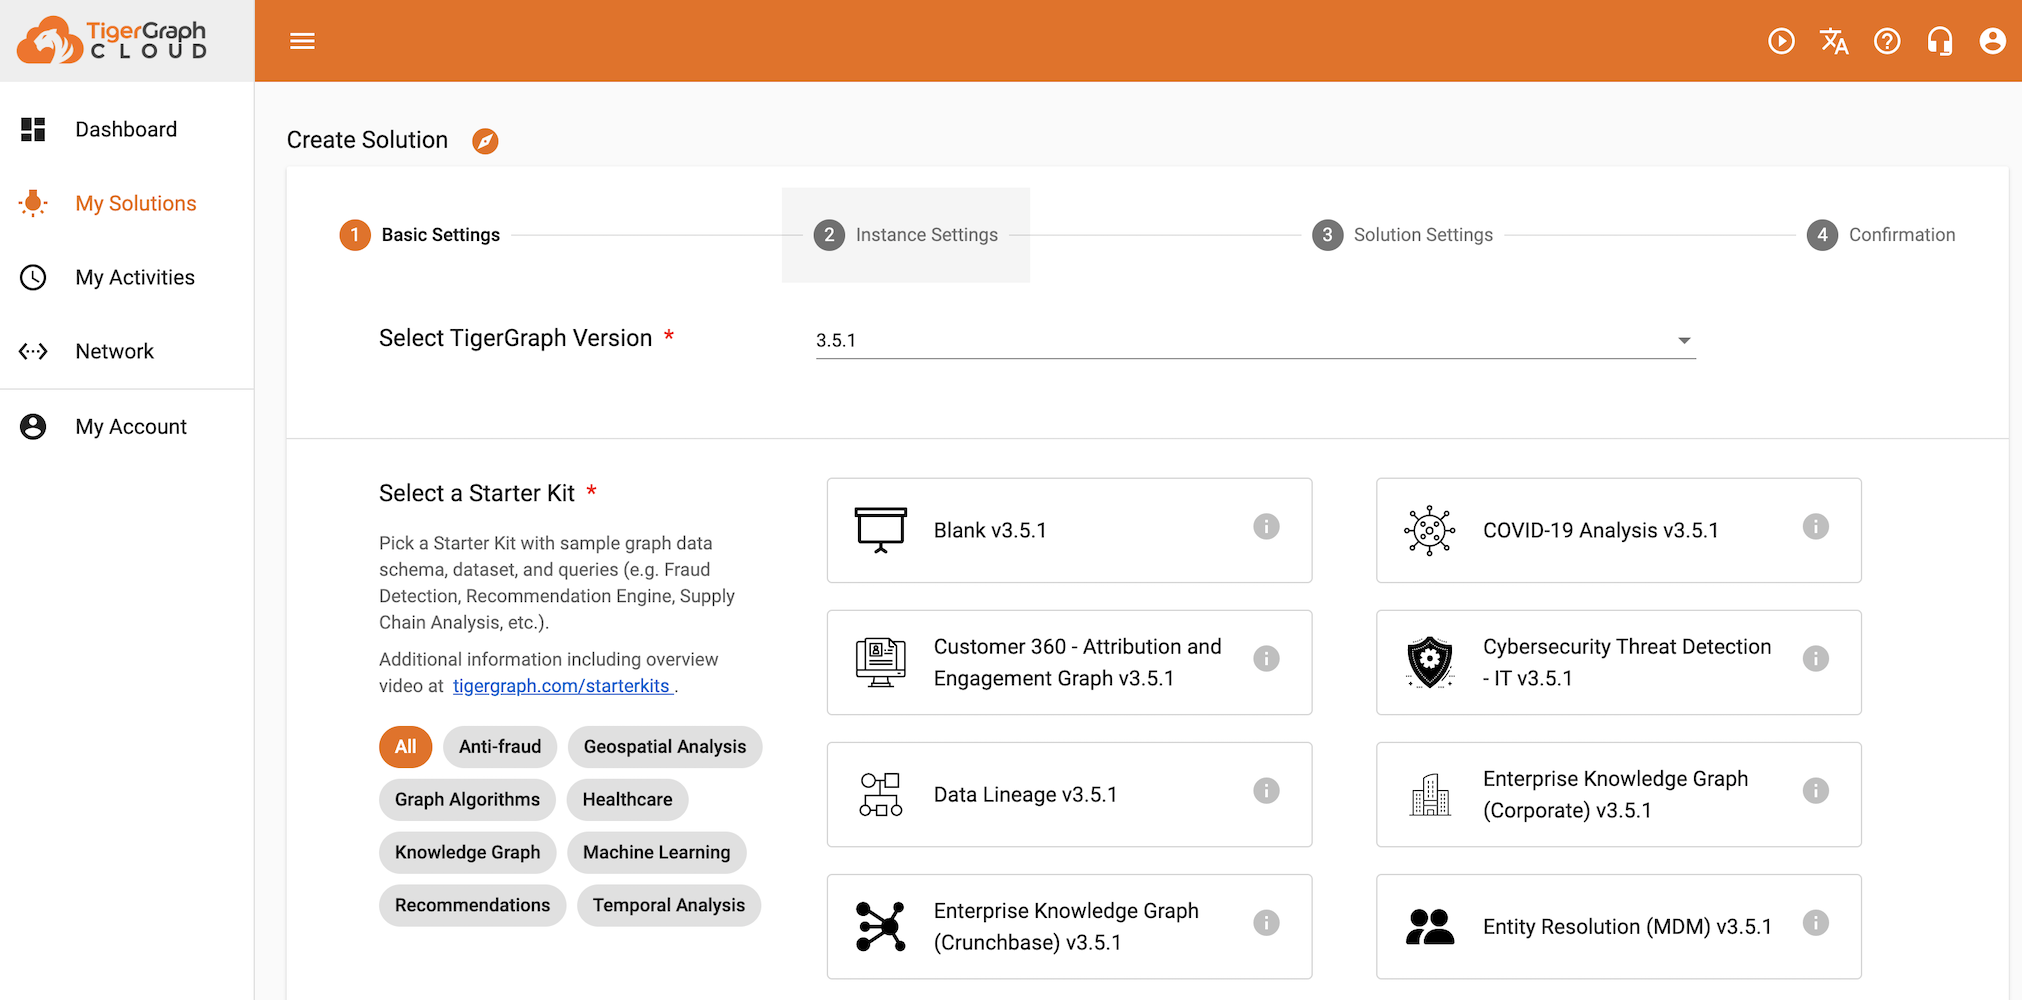 TigerGraph
CLOUD
Dashboard
My Solutions
My Activities
Network
My Account
Create Solution
1 Basic Settings
2 Instance Settings
3 Solution Settings
4 Confirmation
Select TigerGraph Version *
3.5.1
Select a Starter Kit *
Pick a Starter Kit with sample graph data
schema, dataset, and queries (e.g. Fraud
Detection, Recommendation Engine, Supply
Chain Analysis, etc.).
Additional information including overview
video at tigergraph.com/starterkits .
All
Anti-fraud
Geospatial Analysis
Graph Algorithms
Healthcare
Knowledge Graph
Machine Learning
Recommendations
Temporal Analysis
Blank v3.5.1
COVID-19 Analysis v3.5.1
Customer 360 - Attribution and
Engagement Graph v3.5.1
Cybersecurity Threat Detection
- IT v3.5.1
Data Lineage v3.5.1
Enterprise Knowledge Graph
(Corporate) v3.5.1
Enterprise Knowledge Graph
(Crunchbase) v3.5.1
Entity Resolution (MDM) v3.5.1